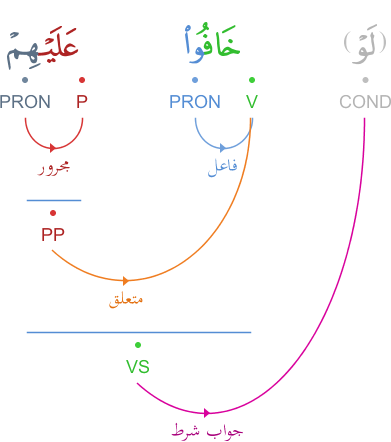 (لَوْ) خَافُوا۟ عَلَيْهِمْ
COND V PRON P PRON
فاعل مجرور
PP
متعلق
VS
جواب شرط